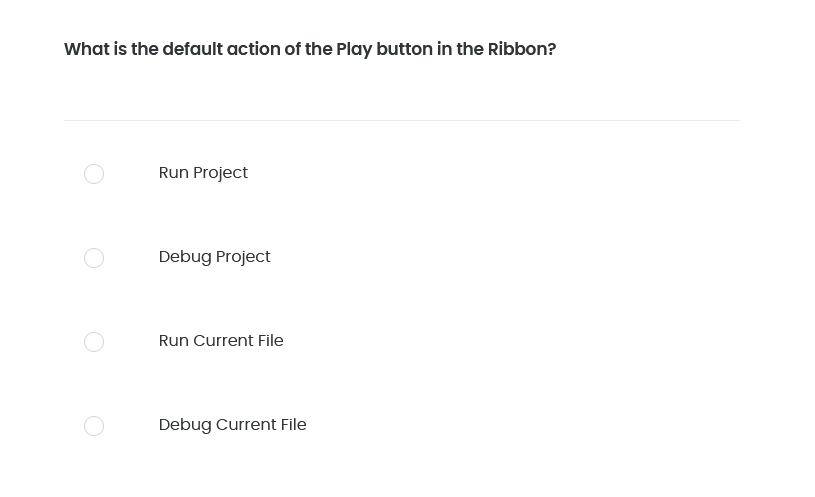 What is the default action of the Play button in the Ribbon?
Run Project
Debug Project
Run Current File
Debug Current File